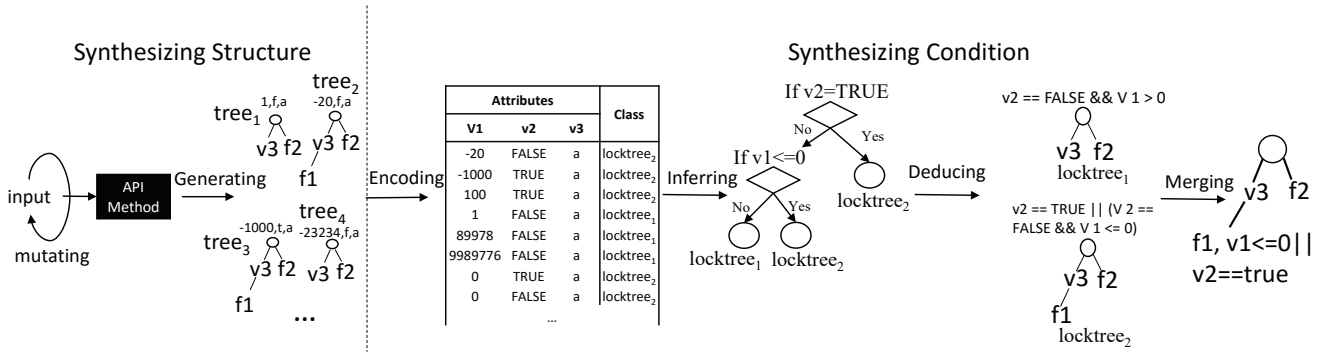 Synthesizing Structure
Synthesizing Condition
input
mutating
API
Method
Generating
tree1
1,f,a
v3 f2
tree2
-20,f,a
v3 f2
f1
tree3
-1000,t,a
v3 f2
f1
tree4
-23234,f,a
v3 f2
...
Encoding
Attributes Class
V1 v2 v3
-20 FALSE a locktree2
-1000 TRUE a locktree2
100 TRUE a locktree2
1 FALSE a locktree1
89978 FALSE a locktree1
9989776 FALSE a locktree1
0 TRUE a locktree2
0 FALSE a locktree2
...
Inferring
If v2=TRUE
No Yes
If v1<=0
locktree2
No Yes
locktree1 locktree2
Deducing
v2 == FALSE && V 1 > 0
v3 f2
locktree1
v2 == TRUE || (V 2 ==
FALSE && V 1 <= 0)
v3 f2
f1
locktree2
Merging
v3 f2
f1, v1<=0||
v2==true